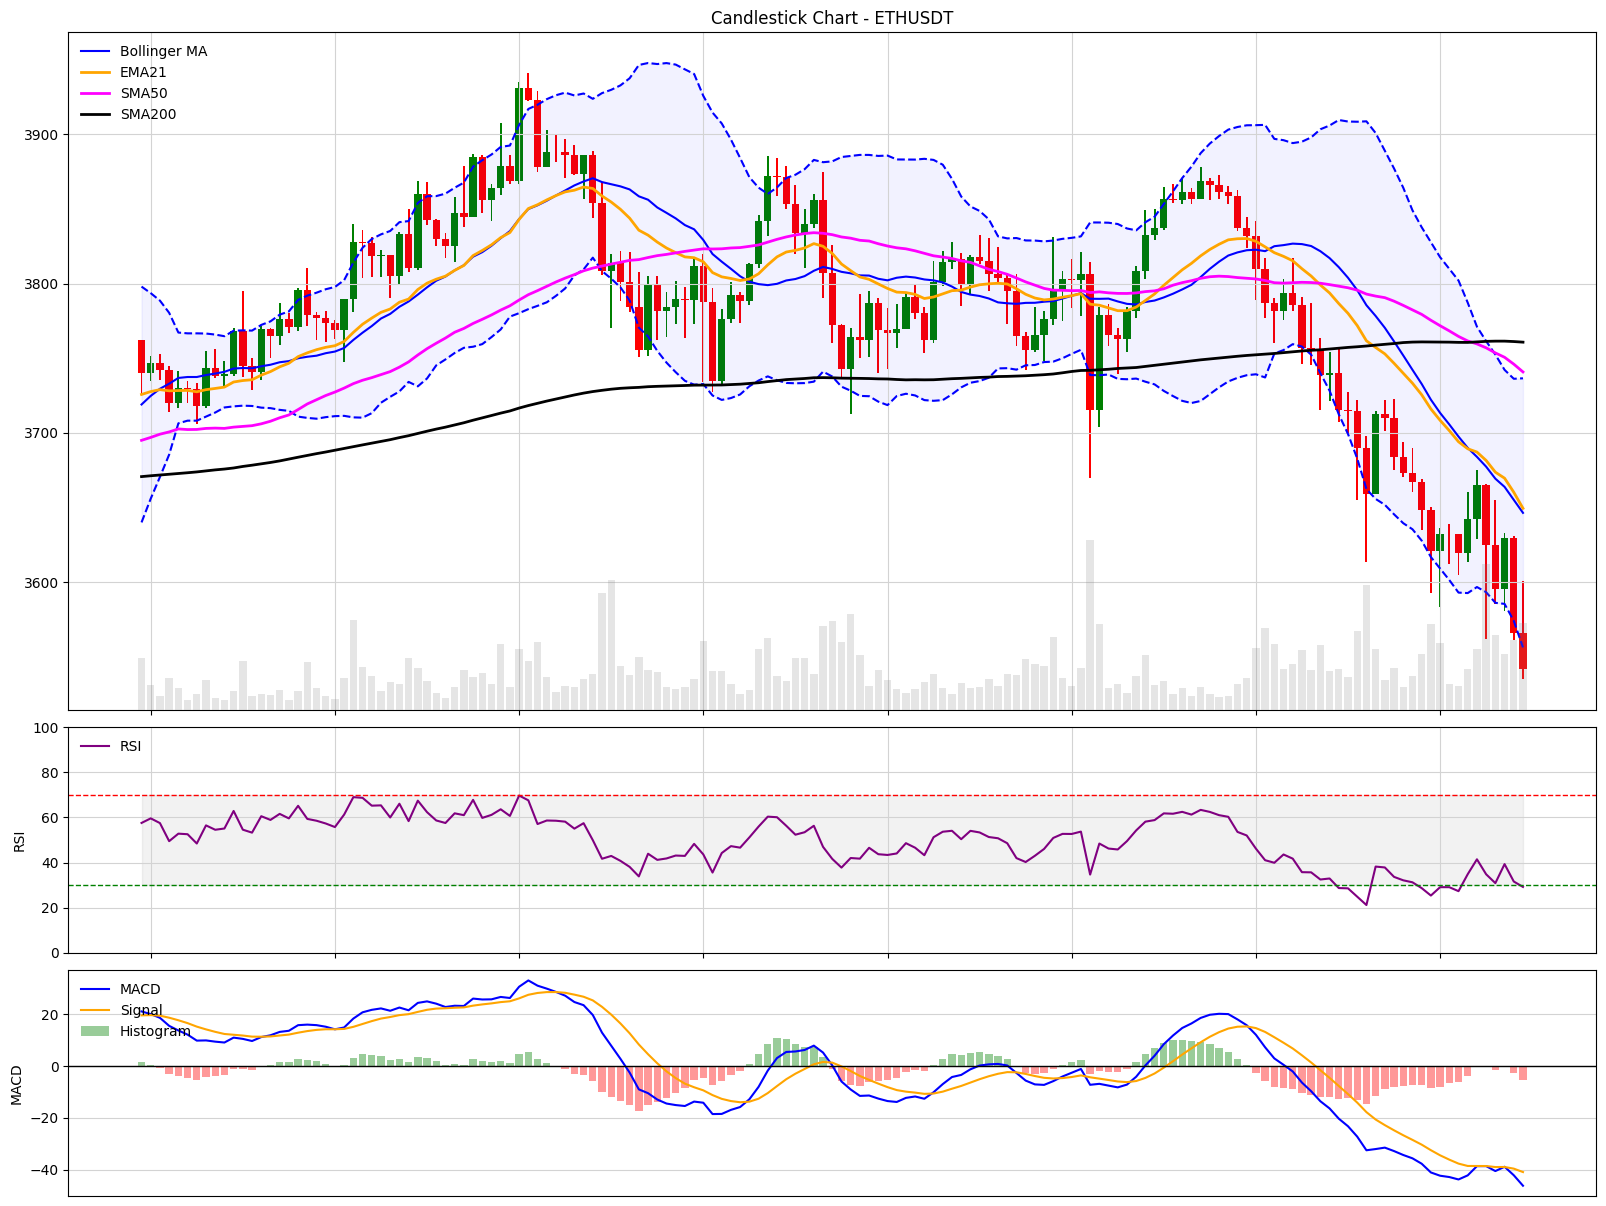 Candlestick Chart - ETHUSDT
Bollinger MA
EMA21
SMA50
SMA200
3900
3800
3700
3600
RSI
100
80
60
40
20
0
RSI
MACD
Signal
Histogram
20
0
−20
−40
MACD